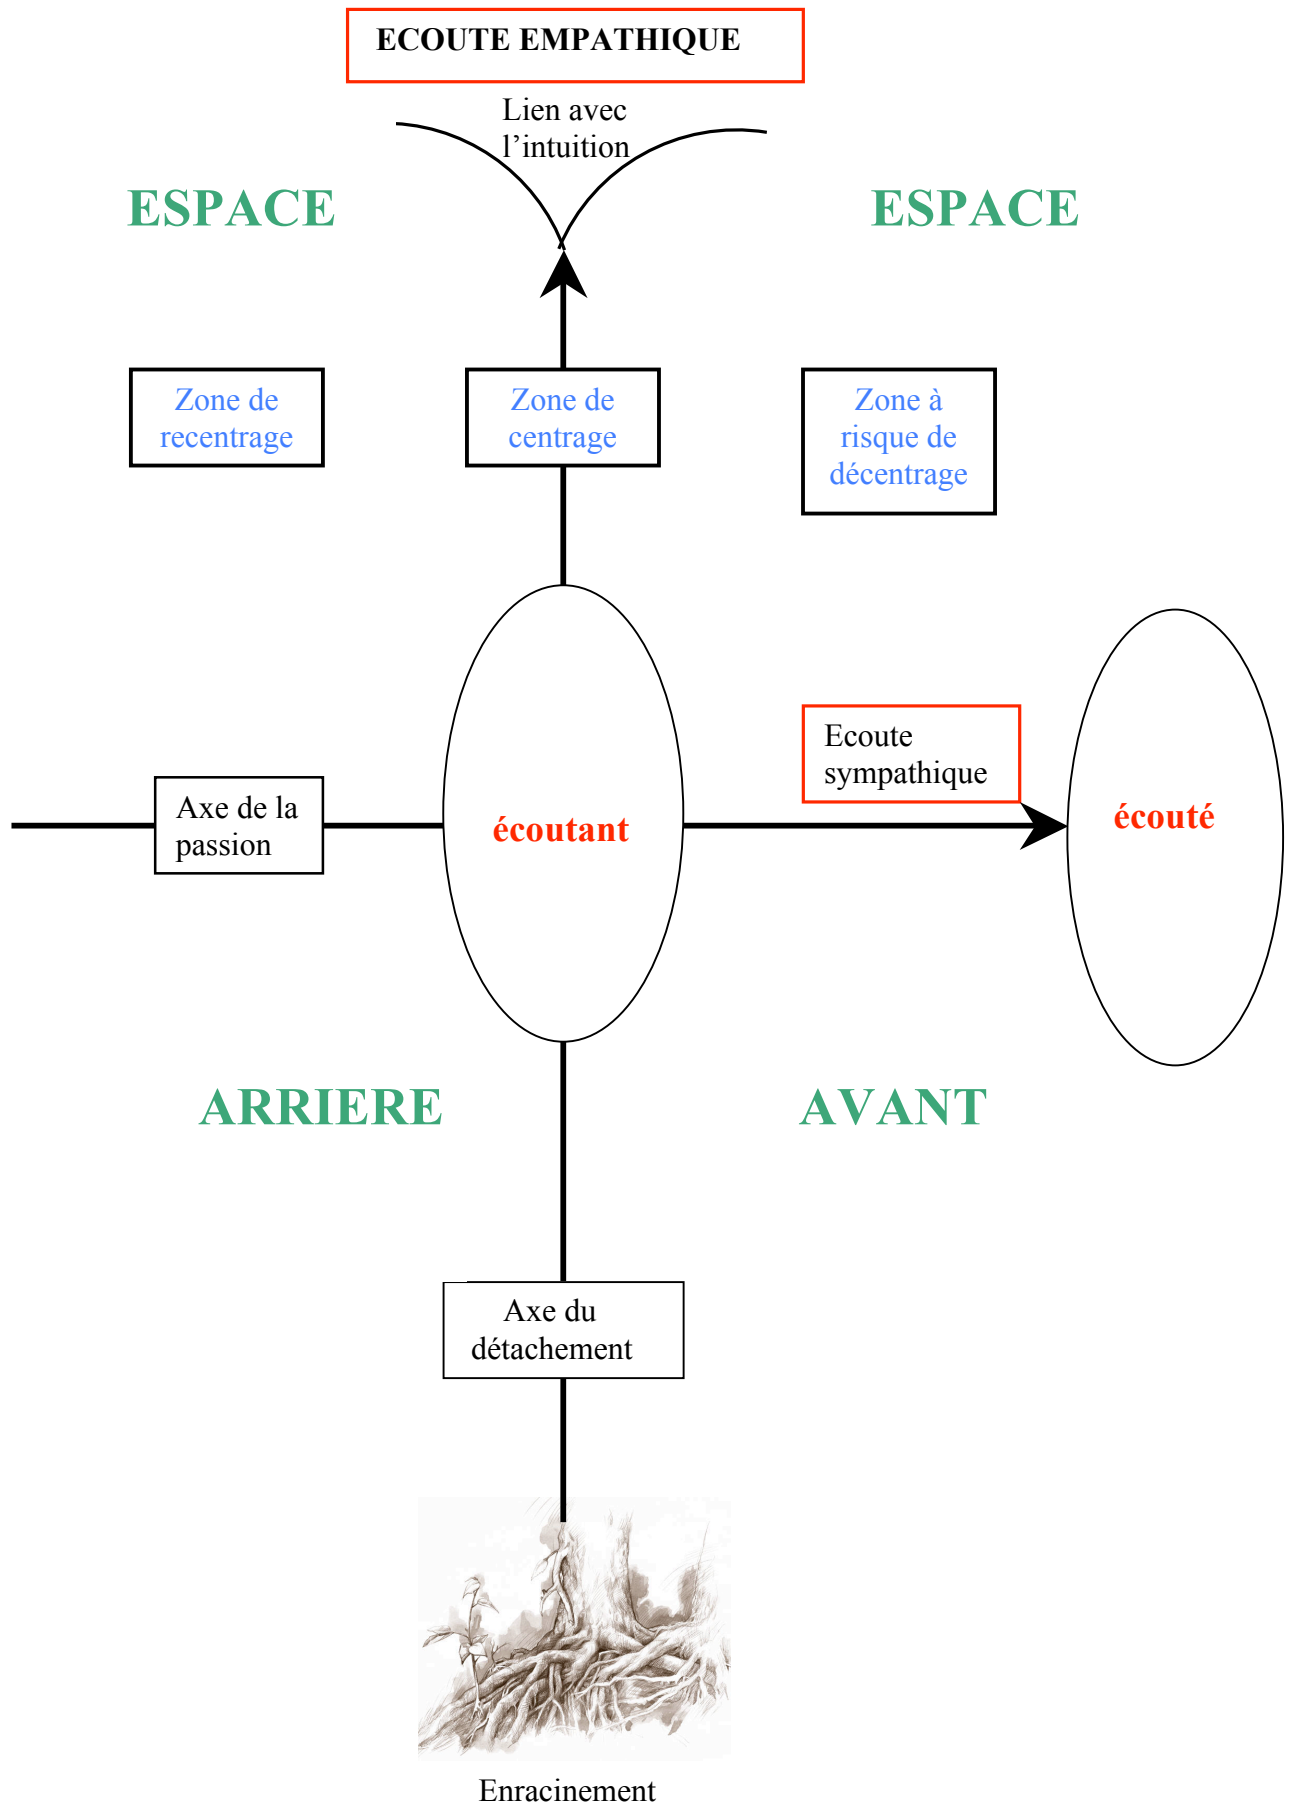 ECOUTE EMPATHIQUE
Lien avec
l’intuition
ESPACE
ESPACE
Zone de
recentrage
Zone de
centrage
Zone à
risque de
décentrage
Ecoute
sympathique
Axe de la
passion
écoutant
écouté
ARRIERE
AVANT
Axe du
détachement
Enracinement